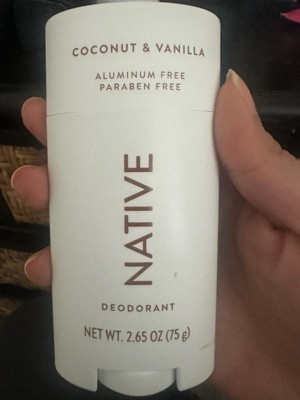 COCONUT & VANILLA
ALUMINUM FREE
PARABEN FREE
NATIVE
DEODORANT
NET WT. 2.65 OZ (75 g)